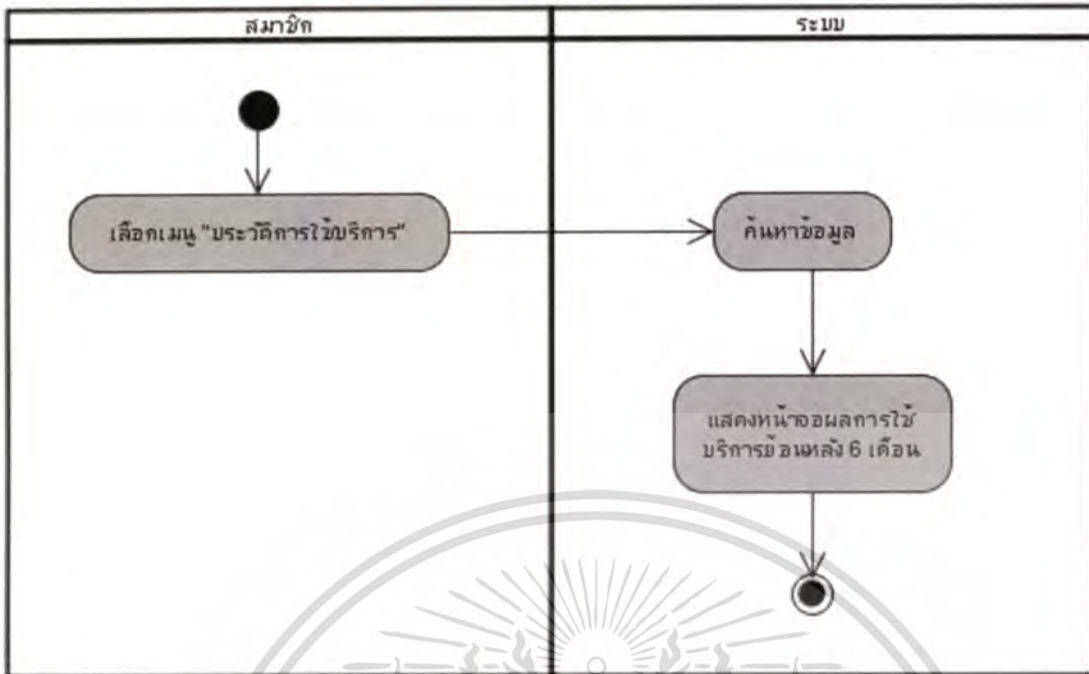 สมาชิก
ระบบ
เลือกเมนู "ประวัติการใช้บริการ"
ค้นหาข้อมูล
แสดงหน้าจอผลการใช้
บริการย้อนหลัง 6 เดือน